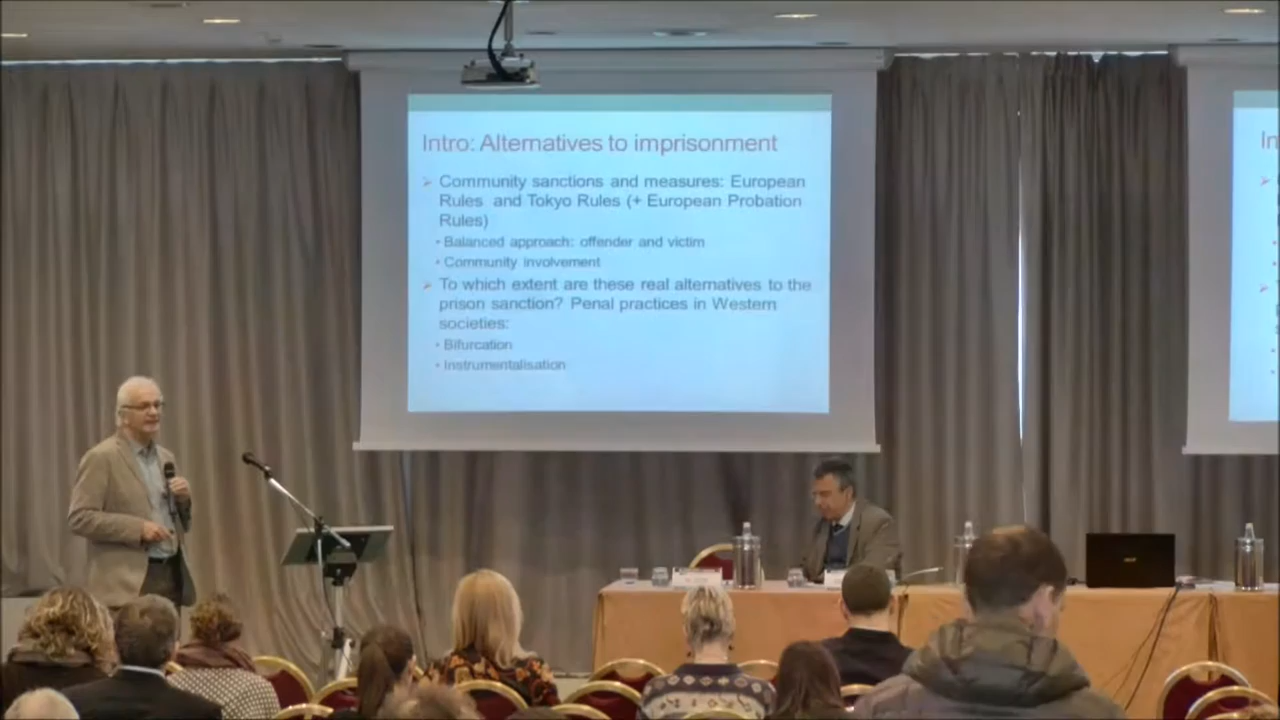 Intro: Alternatives to imprisonment
Community sanctions and measures: European
Rules and Tokyo Rules (+ European Probation
Rules)
• Balanced approach: offender and victim
• Community involvement
To which extent are these real alternatives to the
prison sanction? Penal practices in Western
societies:
• Bifurcation
• Instrumentalisation
In
acer